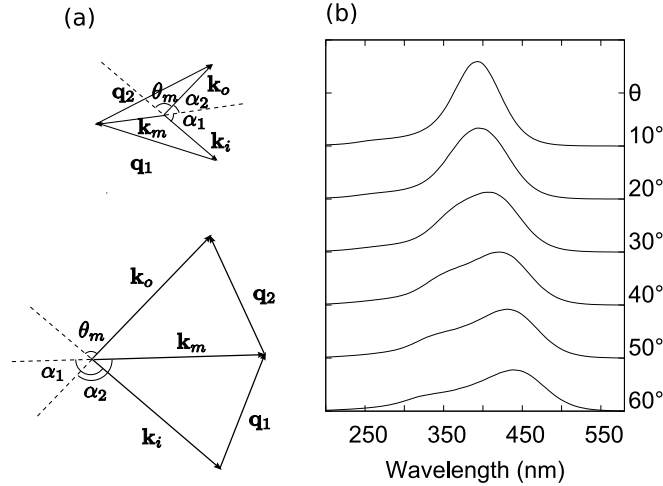 (a)
q₂
θₘ
kₒ
α₂
α₁
kₘ
kᵢ
q₁
kₒ
q₂
θₘ
kₘ
α₁
α₂
q₁
kᵢ
(b)
θ
10°
20°
30°
40°
50°
60°
250 350 450 550
Wavelength (nm)